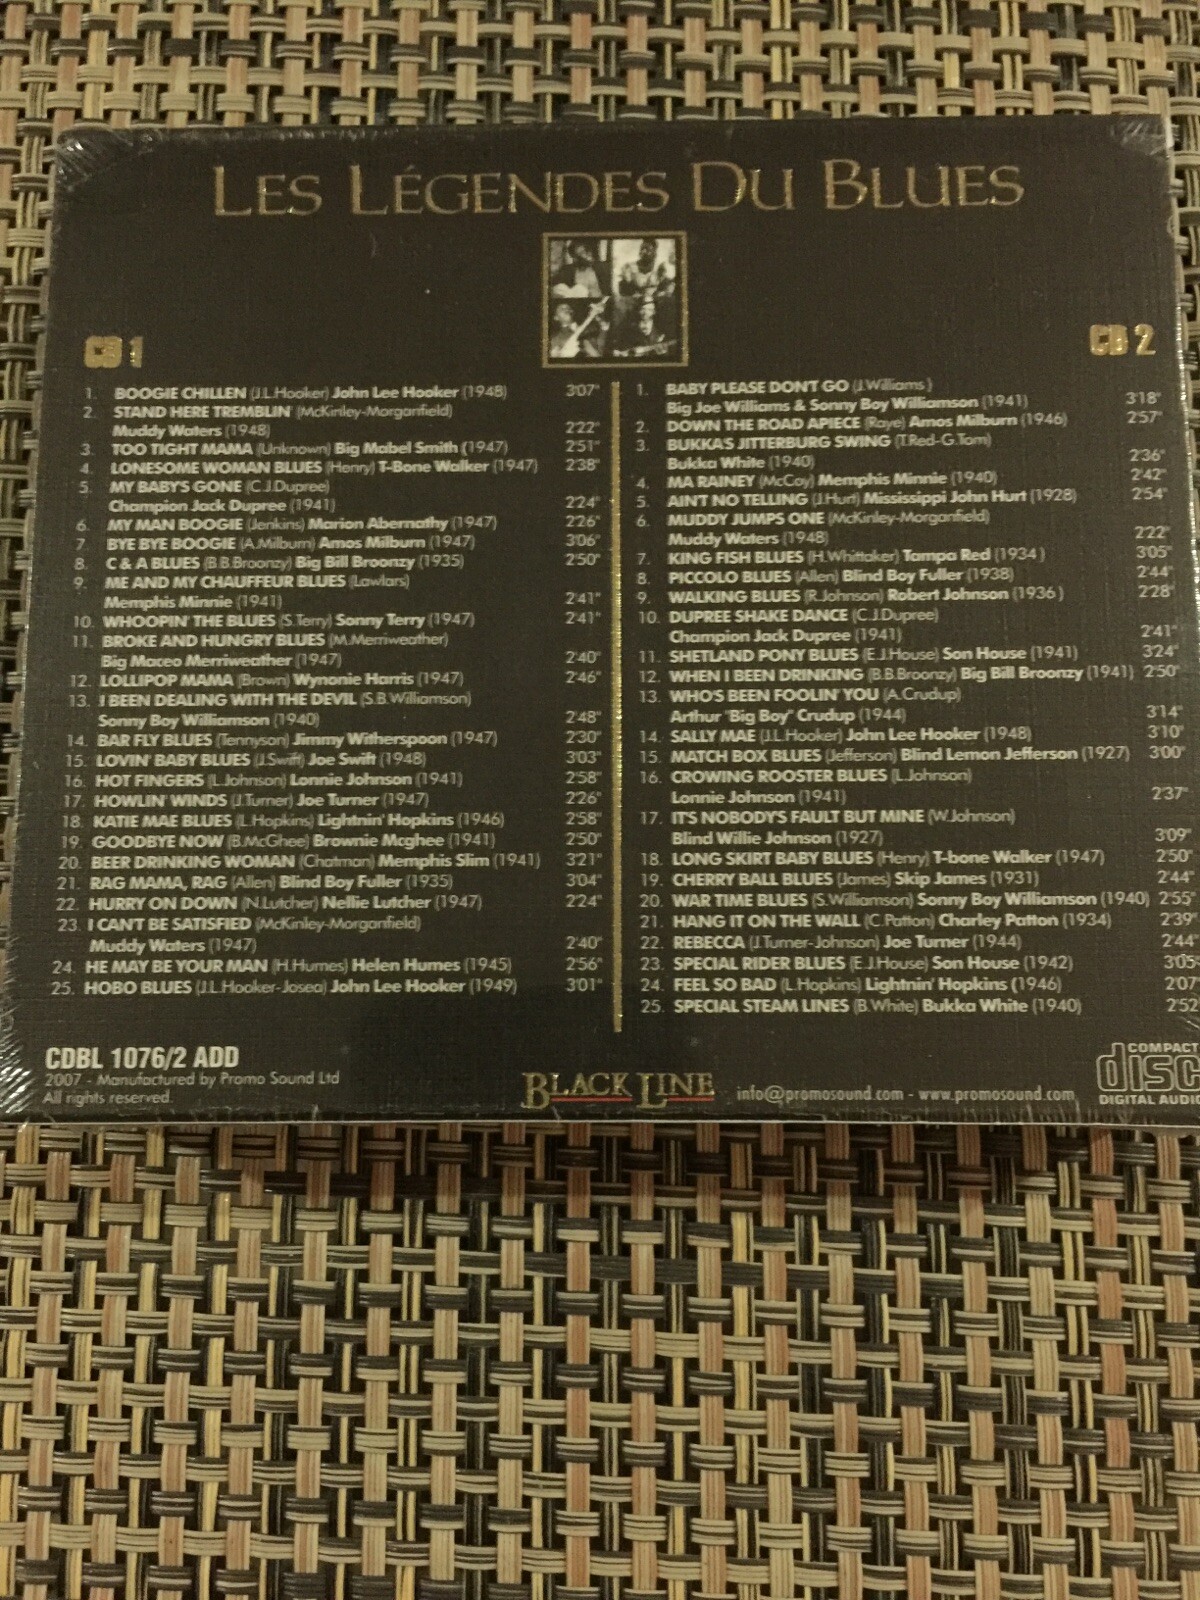 LES LÉGENDES DU BLUES
CD 1
1. BOOGIE CHILLEN (J.L.Hooker) John Lee Hooker (1948) 3'07"
2. STAND HERE TREMBLIN' (McKinley-Morganfield)
Muddy Waters (1948) 2'22"
3. TOO TIGHT MAMA (Unknown) Big Mabel Smith (1947) 2'51"
4. LONESOME WOMAN BLUES (Henry) T-Bone Walker (1947) 2'38"
5. MY BABY'S GONE (C.J.Dupree)
Champion Jack Dupree (1941) 2'24"
6. MY MAN BOOGIE (Jenkins) Marion Abernathy (1947) 2'26"
7. BYE BYE BOOGIE (A.Milburn) Amos Milburn (1947) 3'06"
8. C & A BLUES (B.B.Broonzy) Big Bill Broonzy (1935) 2'50"
9. ME AND MY CHAUFFEUR BLUES (Lawlars)
Memphis Minnie (1941) 2'41"
10. WHOOPIN' THE BLUES (S.Terry) Sonny Terry (1947) 2'41"
11. BROKE AND HUNGRY BLUES (M.Merriweather)
Big Maceo Merriweather (1947) 2'40"
12. LOLLIPOP MAMA (Brown) Wynonie Harris (1947) 2'46"
13. I BEEN DEALING WITH THE DEVIL (S.B.Williamson)
Sonny Boy Williamson (1940) 2'48"
14. BAR FLY BLUES (Tennyson) Jimmy Witherspoon (1947) 2'30"
15. LOVIN' BABY BLUES (J.Swift) Joe Swift (1948) 3'03"
16. HOT FINGERS (L.Johnson) Lonnie Johnson (1941) 2'58"
17. HOWLIN' WINDS (J.Turner) Joe Turner (1947) 2'26"
18. KATIE MAE BLUES (L.Hopkins) Lightnin' Hopkins (1946) 2'58"
19. GOODBYE NOW (B.McGhee) Brownie Mcghee (1941) 2'50"
20. BEER DRINKING WOMAN (Chatman) Memphis Slim (1941) 3'21"
21. RAG MAMA, RAG (Allen) Blind Boy Fuller (1935) 3'04"
22. HURRY ON DOWN (N.Lutcher) Nellie Lutcher (1947) 2'24"
23. I CAN'T BE SATISFIED (McKinley-Morganfield)
Muddy Waters (1947) 2'40"
24. HE MAY BE YOUR MAN (H.Humes) Helen Humes (1945) 2'56"
25. HOBO BLUES (J.L.Hooker-Josea) John Lee Hooker (1949) 3'01"
CD 2
1. BABY PLEASE DON'T GO (J.Williams)
Big Joe Williams & Sonny Boy Williamson (1941) 3'18"
2. DOWN THE ROAD APIECE (Raye) Amos Milburn (1946) 2'57"
3. BUKKA'S JITTERBURG SWING (T.Red-G.Tom)
Bukka White (1940) 2'36"
4. MA RAINEY (McCoy) Memphis Minnie (1940) 2'42"
5. AIN'T NO TELLING (J.Hurt) Mississippi John Hurt (1928) 2'54"
6. MUDDY JUMPS ONE (McKinley-Morganfield)
Muddy Waters (1948) 2'22"
7. KING FISH BLUES (H.Whittaker) Tampa Red (1934) 3'05"
8. PICCOLO BLUES (Allen) Blind Boy Fuller (1938) 2'44"
9. WALKING BLUES (R.Johnson) Robert Johnson (1936) 2'28"
10. DUPREE SHAKE DANCE (C.J.Dupree)
Champion Jack Dupree (1941) 2'41"
11. SHETLAND PONY BLUES (E.J.House) Son House (1941) 3'24"
12. WHEN I BEEN DRINKING (B.B.Broonzy) Big Bill Broonzy (1941) 2'50"
13. WHO'S BEEN FOOLIN' YOU (A.Crudup)
Arthur "Big Boy" Crudup (1944) 3'14"
14. SALLY MAE (J.L.Hooker) John Lee Hooker (1948) 3'10"
15. MATCH BOX BLUES (Jefferson) Blind Lemon Jefferson (1927) 3'00"
16. CROWING ROOSTER BLUES (L.Johnson)
Lonnie Johnson (1941) 2'37"
17. IT'S NOBODY'S FAULT BUT MINE (W.Johnson)
Blind Willie Johnson (1927) 3'09"
18. LONG SKIRT BABY BLUES (Henry) T-bone Walker (1947) 2'50"
19. CHERRY BALL BLUES (James) Skip James (1931) 2'44"
20. WAR TIME BLUES (S.Williamson) Sonny Boy Williamson (1940) 2'55"
21. HANG IT ON THE WALL (C.Patton) Charley Patton (1934) 2'39"
22. REBECCA (J.Turner-Johnson) Joe Turner (1944) 2'44"
23. SPECIAL RIDER BLUES (E.J.House) Son House (1942) 3'05"
24. FEEL SO BAD (L.Hopkins) Lightnin' Hopkins (1946) 2'07"
25. SPECIAL STEAM LINES (B.White) Bukka White (1940) 2'52
CDBL 1076/2 ADD
2007 - Manufactured by Promo Sound Ltd
All rights reserved.
BLACK LINE
info@promosound.com - www.promosound.com
COMPACT
disc
DIGITAL AUDIO